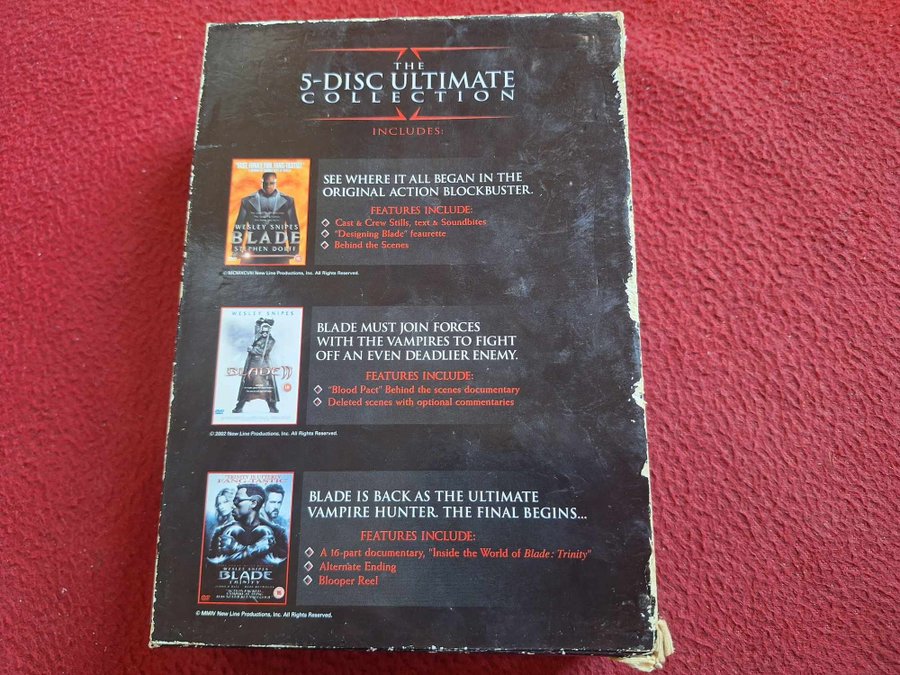 THE
5-DISC ULTIMATE
COLLECTION
INCLUDES:
SEE WHERE IT ALL BEGAN IN THE
ORIGINAL ACTION BLOCKBUSTER.
FEATURES INCLUDE:
Cast & Crew Stills, text & Soundbites
"Designing Blade" feaurette
Behind the Scenes
WESLEY SNIPES
BLADE
STEPHEN DORFF
© MCMXCVIII New Line Productions, Inc. All Rights Reserved.
WESLEY SNIPES
BLADE II
BLADE MUST JOIN FORCES
WITH THE VAMPIRES TO FIGHT
OFF AN EVEN DEADLIER ENEMY.
FEATURES INCLUDE:
"Blood Pact" Behind the scenes documentary
Deleted scenes with optional commentaries
© 2002 New Line Productions, Inc. All Rights Reserved.
FANG-TASTIC
WESLEY SNIPES
BLADE
TRINITY
BLADE IS BACK AS THE ULTIMATE
VAMPIRE HUNTER. THE FINAL BEGINS...
FEATURES INCLUDE:
A 16-part documentary, "Inside the World of Blade: Trinity"
Alternate Ending
Blooper Reel
© MMIV New Line Productions, Inc. All Rights Reserved.